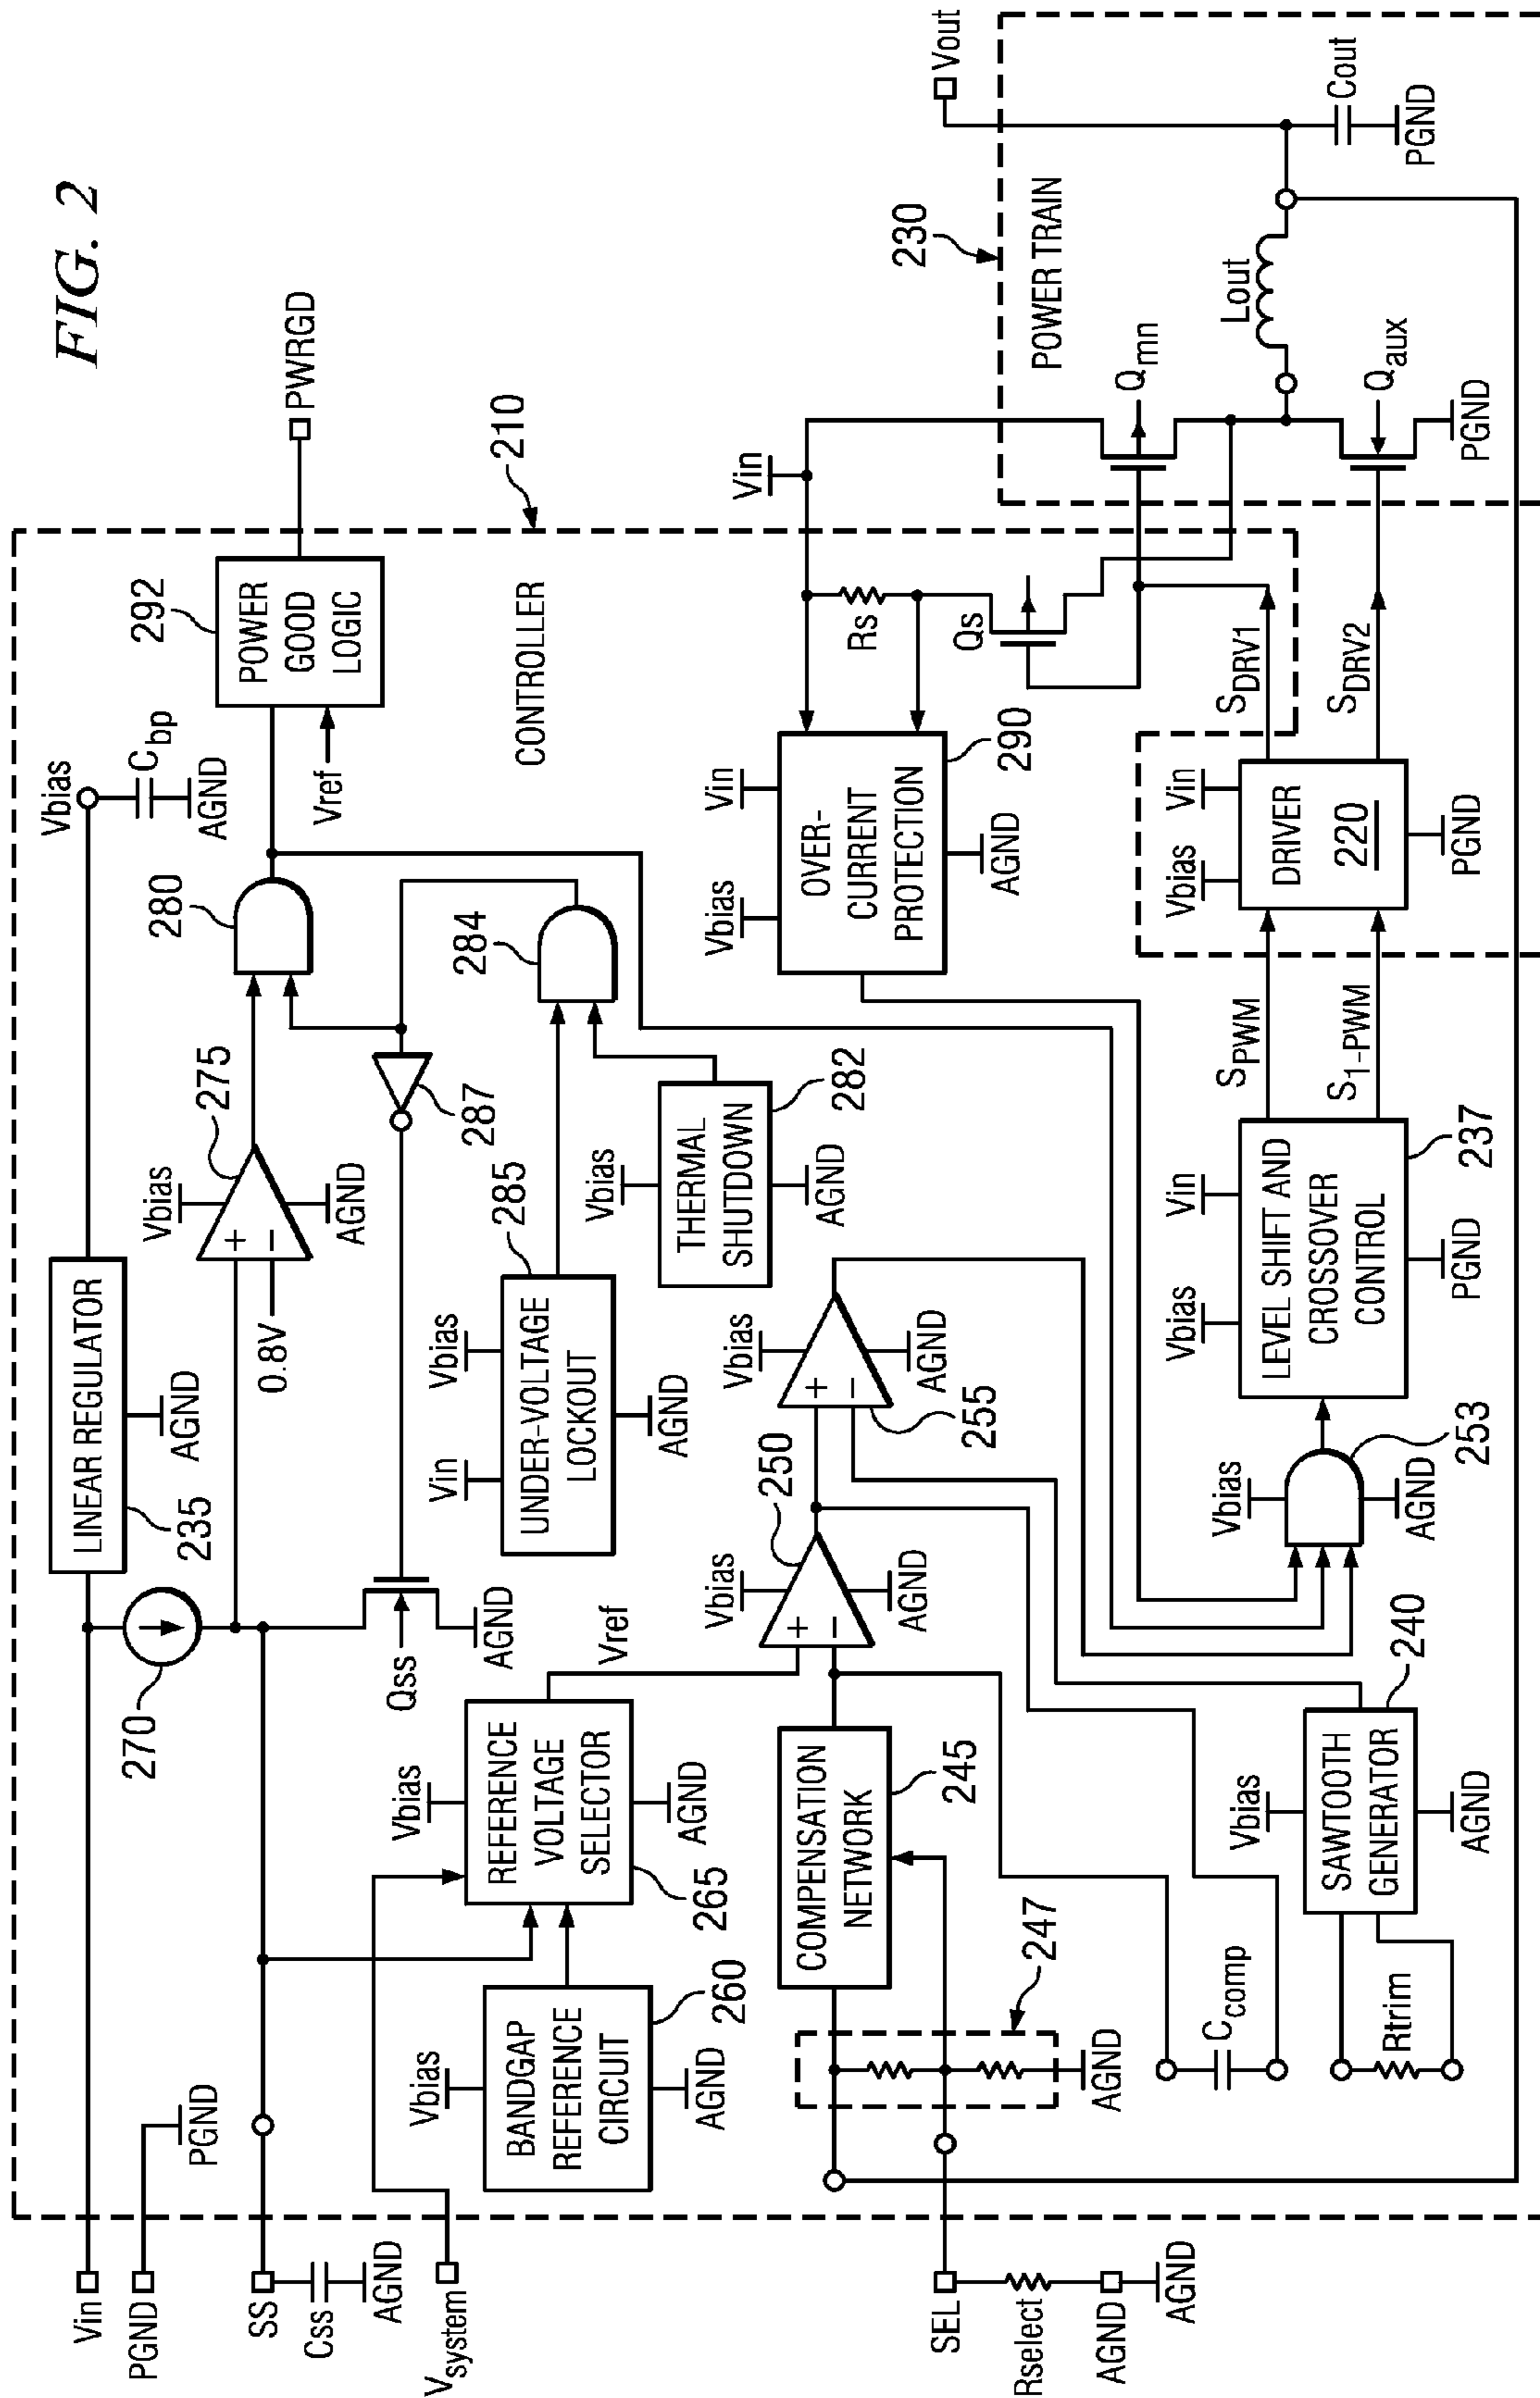 FIG. 2
Vin
PGND
PGND
SS
Css
AGND
Vsystem
SEL
Rselect
AGND
AGND
270
LINEAR REGULATOR
235
AGND
Vbias
Cbp
AGND
0.8V
+
−
Vbias
AGND
275
280
Vref
POWER
GOOD
LOGIC
292
PWRGD
CONTROLLER
210
Qss
AGND
287
284
Vin
Vbias
UNDER-VOLTAGE
LOCKOUT
285
AGND
Vbias
THERMAL
SHUTDOWN
282
AGND
Vbias
BANDGAP
REFERENCE
CIRCUIT
260
AGND
Vbias
REFERENCE
VOLTAGE
SELECTOR
265
AGND
Vref
COMPENSATION
NETWORK
245
247
AGND
Vbias
+
−
250
AGND
Vbias
+
−
255
AGND
Ccomp
Rtrim
Vbias
SAWTOOTH
GENERATOR
240
AGND
Vbias
253
AGND
Vbias
Vin
LEVEL SHIFT AND
CROSSOVER
CONTROL
237
PGND
SPWM
S1-PWM
Vbias
Vin
DRIVER
220
PGND
SDRV1
SDRV2
Vbias
Vin
OVER-
CURRENT
PROTECTION
290
AGND
Rs
Qs
Vin
230
POWER TRAIN
Qmn
Qaux
PGND
Lout
Vout
Cout
PGND